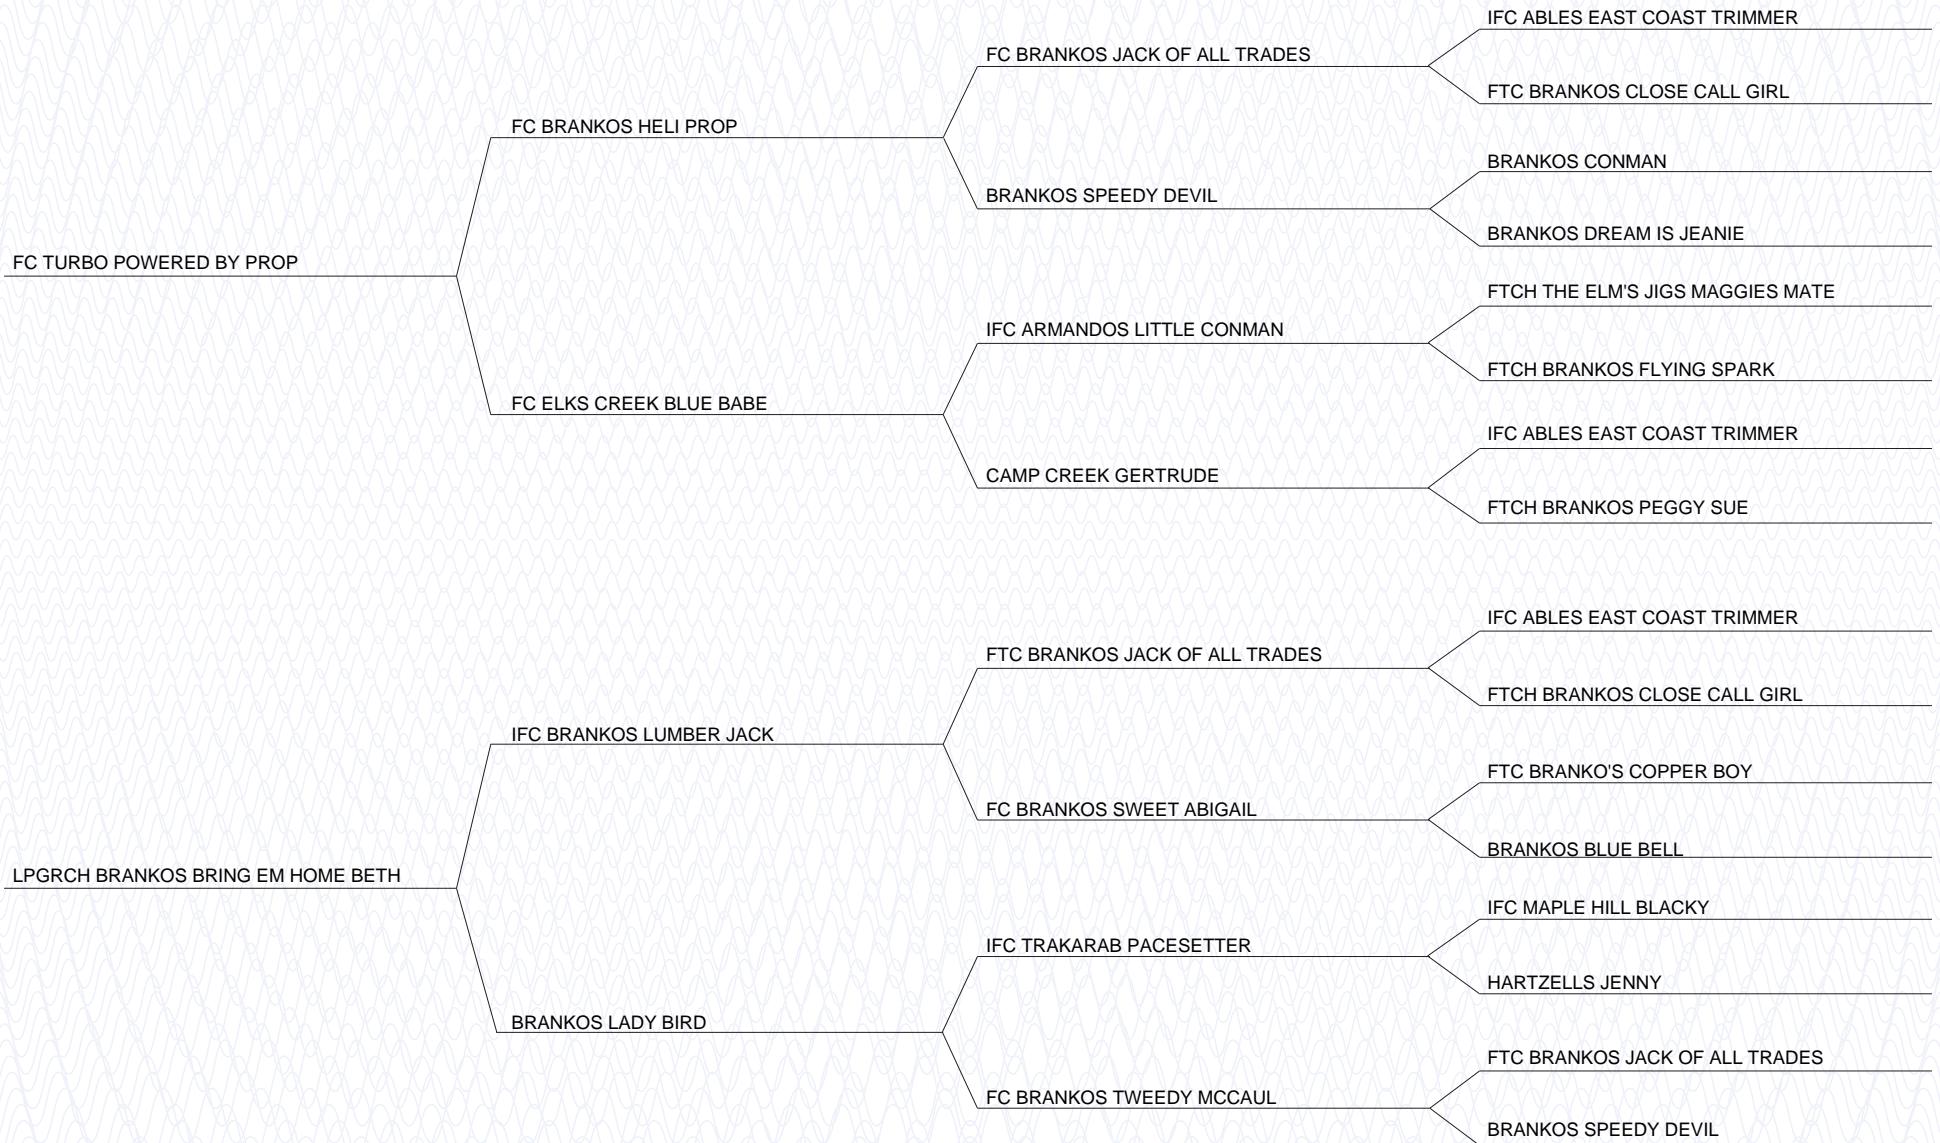 IFC ABLES EAST COAST TRIMMER
FC BRANKOS JACK OF ALL TRADES
FTC BRANKOS CLOSE CALL GIRL
FC BRANKOS HELI PROP
BRANKOS CONMAN
BRANKOS SPEEDY DEVIL
BRANKOS DREAM IS JEANIE
FC TURBO POWERED BY PROP
FTCH THE ELM'S JIGS MAGGIES MATE
IFC ARMANDOS LITTLE CONMAN
FTCH BRANKOS FLYING SPARK
FC ELKS CREEK BLUE BABE
IFC ABLES EAST COAST TRIMMER
CAMP CREEK GERTRUDE
FTCH BRANKOS PEGGY SUE
IFC ABLES EAST COAST TRIMMER
FTC BRANKOS JACK OF ALL TRADES
FTCH BRANKOS CLOSE CALL GIRL
IFC BRANKOS LUMBER JACK
FTC BRANKO'S COPPER BOY
FC BRANKOS SWEET ABIGAIL
BRANKOS BLUE BELL
LPGRCH BRANKOS BRING EM HOME BETH
IFC MAPLE HILL BLACKY
IFC TRAKARAB PACESETTER
HARTZELLS JENNY
BRANKOS LADY BIRD
FTC BRANKOS JACK OF ALL TRADES
FC BRANKOS TWEEDY MCCAUL
BRANKOS SPEEDY DEVIL